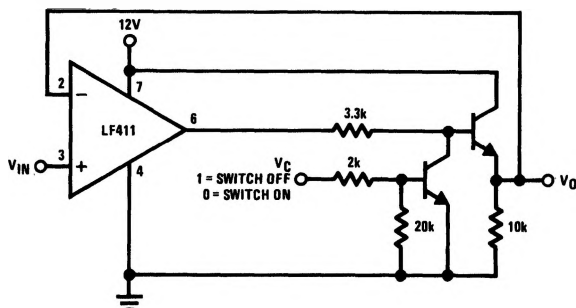 12V
2
7
−
LF411
6
3.3k
V_IN
3
+
4
V_C
1 = SWITCH OFF
0 = SWITCH ON
2k
20k
10k
V_O